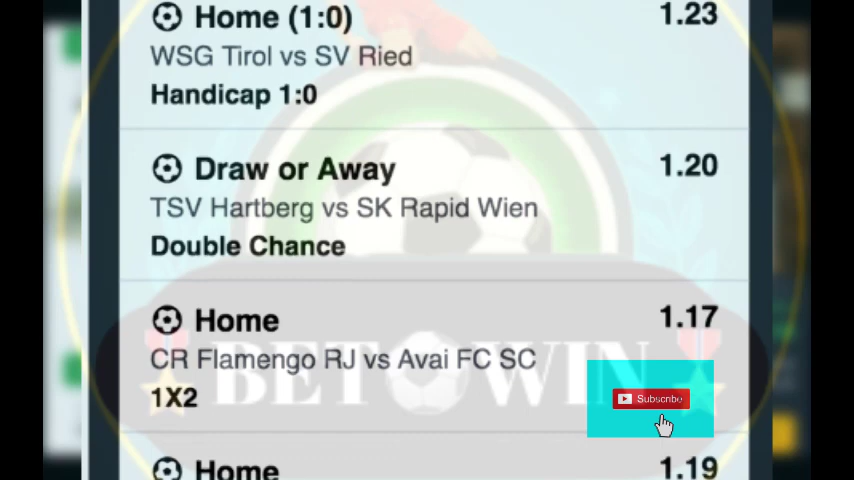 Home (1:0) 1.23
WSG Tirol vs SV Ried
Handicap 1:0
Draw or Away 1.20
TSV Hartberg vs SK Rapid Wien
Double Chance
Home 1.17
CR Flamengo RJ vs Avai FC SC
BET WIN
1X2
Subscribe
Home 1.19